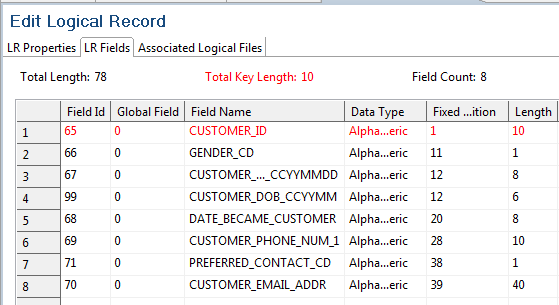 Edit Logical Record
LR Properties LR Fields Associated Logical Files
Total Length: 78 Total Key Length: 10 Field Count: 8
Field Id Global Field Field Name Data Type Fixed ...ition Length
1 65 0 CUSTOMER_ID Alpha...eric 1 10
2 66 0 GENDER_CD Alpha...eric 11 1
3 67 0 CUSTOMER_..._CCYYMMDD Alpha...eric 12 8
4 99 0 CUSTOMER_DOB_CCYYMM Alpha...eric 12 6
5 68 0 DATE_BECAME_CUSTOMER Alpha...eric 20 8
6 69 0 CUSTOMER_PHONE_NUM_1 Alpha...eric 28 10
7 71 0 PREFERRED_CONTACT_CD Alpha...eric 38 1
8 70 0 CUSTOMER_EMAIL_ADDR Alpha...eric 39 40